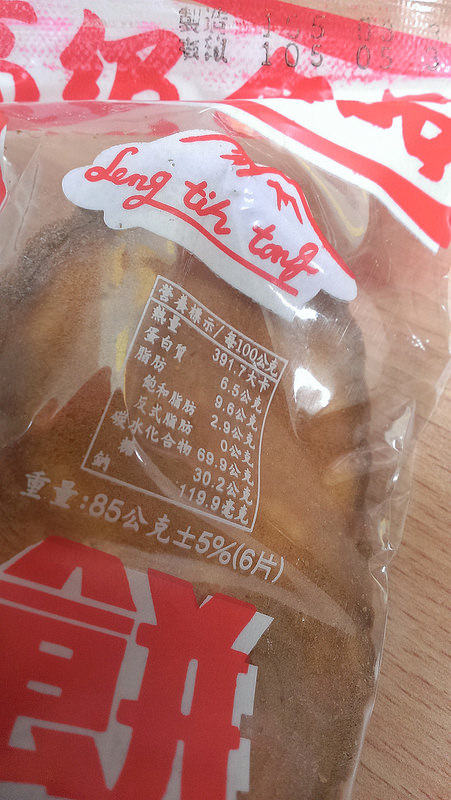 製造
有效 105 05
Leng tih tong
營養標示/每100公克
熱量 391.7大卡
蛋白質 6.5公克
脂肪 9.6公克
飽和脂肪 2.9公克
反式脂肪 0公克
碳水化合物 69.9公克
糖 30.2公克
鈉 119.9毫克
重量:85公克±5%(6片)
餅